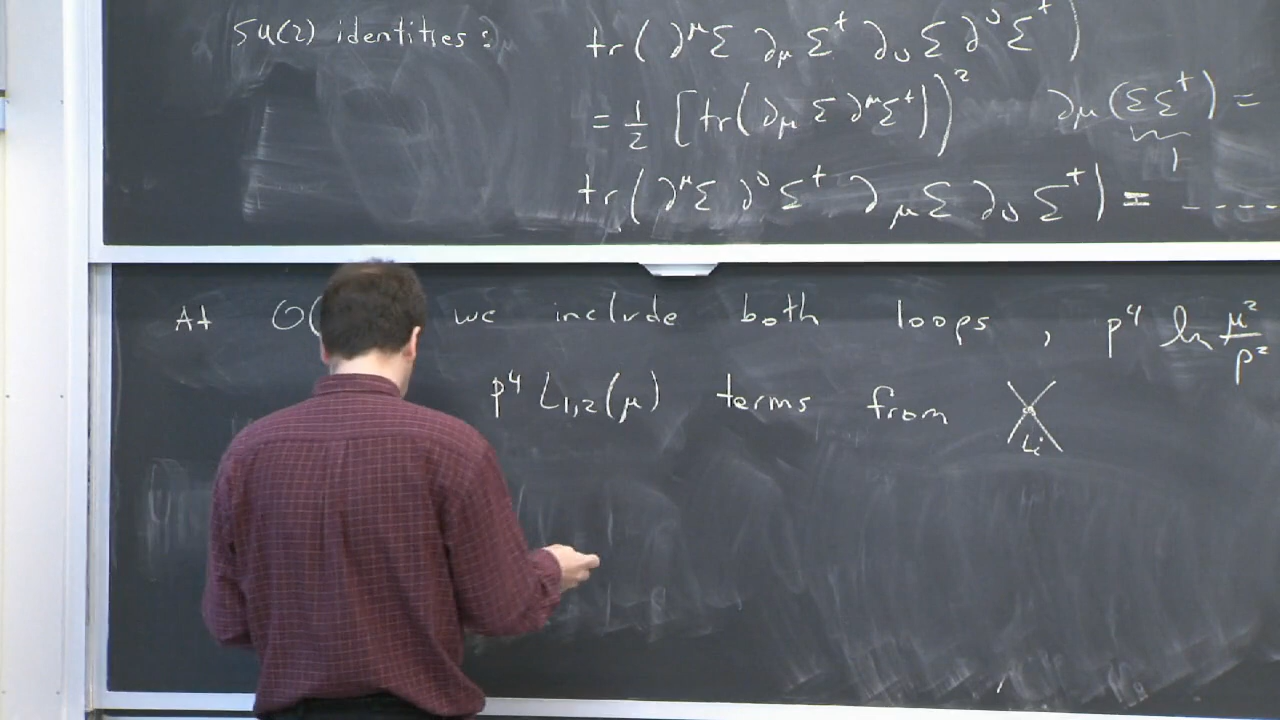 SU(2) identities : tr( ∂^μ Σ ∂_μ Σ^† ∂_ν Σ ∂^ν Σ^† )
= 1/2 [tr(∂_μ Σ ∂^μ Σ^†)]^2 ∂_μ (Σ Σ^†) =
1
tr( ∂^μ Σ ∂^ν Σ^† ∂_μ Σ ∂_ν Σ^† ) = - - - -
At O( we include both loops , p^4 ln μ^2/p^2
p^4 L_{1,2}(μ) terms from
L_i